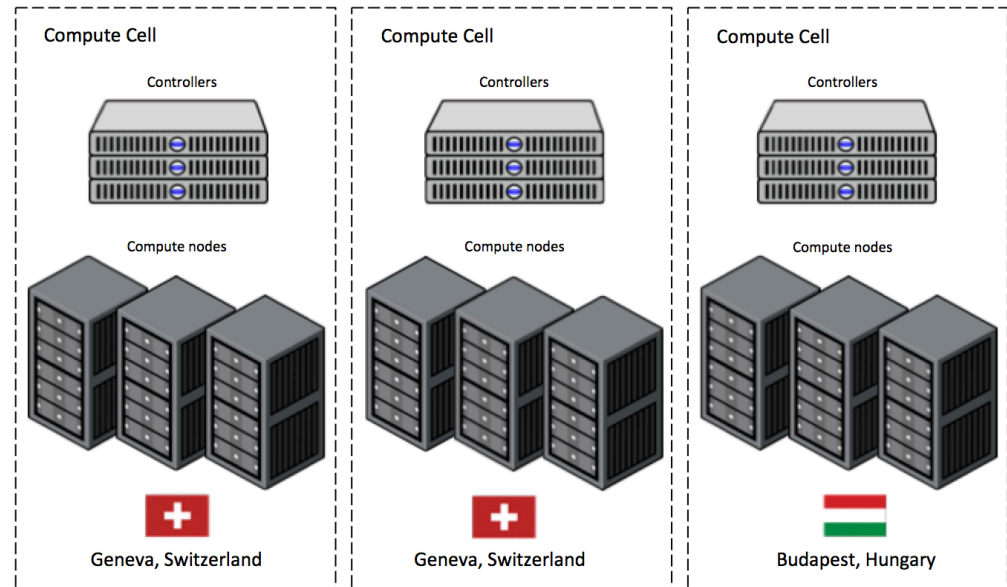 Compute Cell
Controllers
Compute nodes
Geneva, Switzerland
Compute Cell
Controllers
Compute nodes
Geneva, Switzerland
Compute Cell
Controllers
Compute nodes
Budapest, Hungary